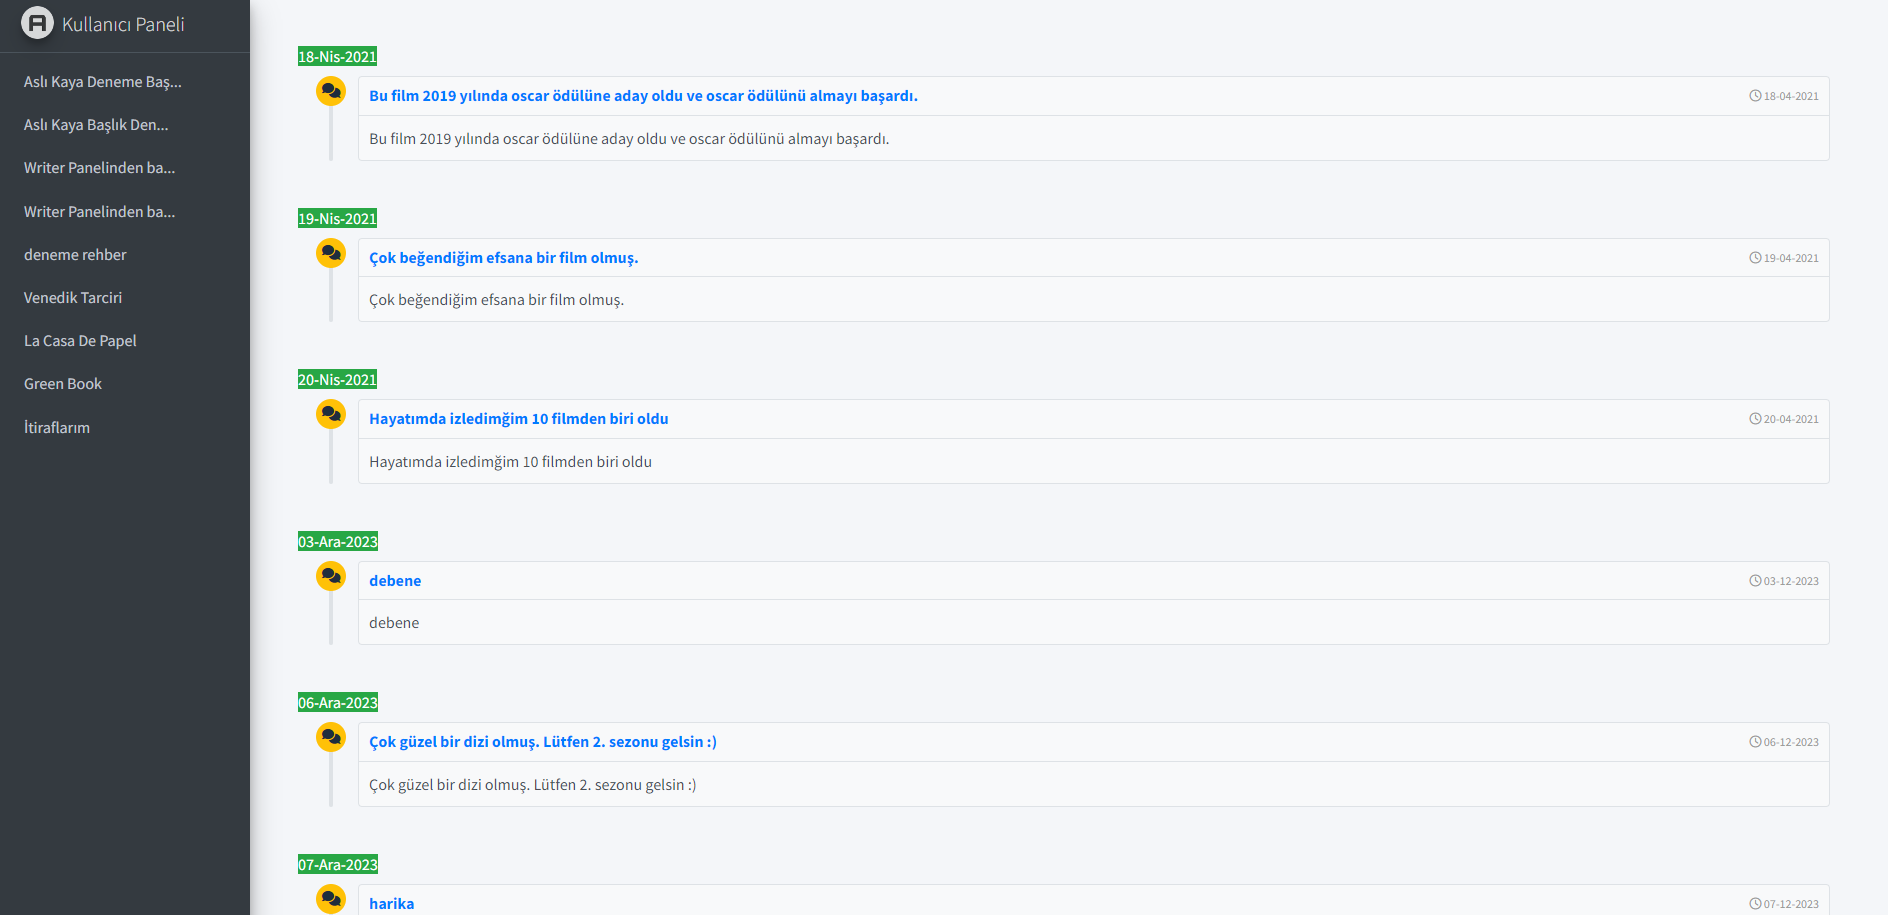 Kullanıcı Paneli
Aslı Kaya Deneme Baş...
Aslı Kaya Başlık Den...
Writer Panelinden ba...
Writer Panelinden ba...
deneme rehber
Venedik Tarciri
La Casa De Papel
Green Book
İtiraflarım
18-Nis-2021
Bu film 2019 yılında oscar ödülüne aday oldu ve oscar ödülünü almayı başardı.
18-04-2021
Bu film 2019 yılında oscar ödülüne aday oldu ve oscar ödülünü almayı başardı.
19-Nis-2021
Çok beğendiğim efsana bir film olmuş.
19-04-2021
Çok beğendiğim efsana bir film olmuş.
20-Nis-2021
Hayatımda izledimğim 10 filmden biri oldu
20-04-2021
Hayatımda izledimğim 10 filmden biri oldu
03-Ara-2023
debene
03-12-2023
debene
06-Ara-2023
Çok güzel bir dizi olmuş. Lütfen 2. sezonu gelsin :)
06-12-2023
Çok güzel bir dizi olmuş. Lütfen 2. sezonu gelsin :)
07-Ara-2023
harika
07-12-2023